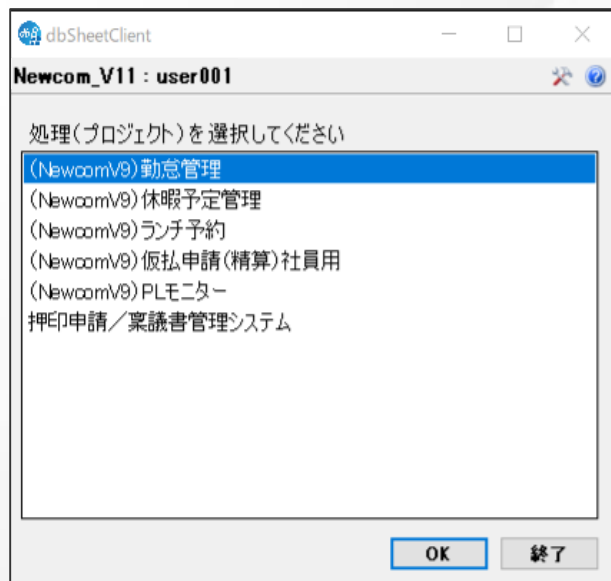 dbSheetClient
Newcom_V11 : user001
処理(プロジェクト)を選択してください
(NewcomV9)勤怠管理
(NewcomV9)休暇予定管理
(NewcomV9)ランチ予約
(NewcomV9)仮払申請(精算)社員用
(NewcomV9)PLモニター
押印申請／稟議書管理システム
OK
終了